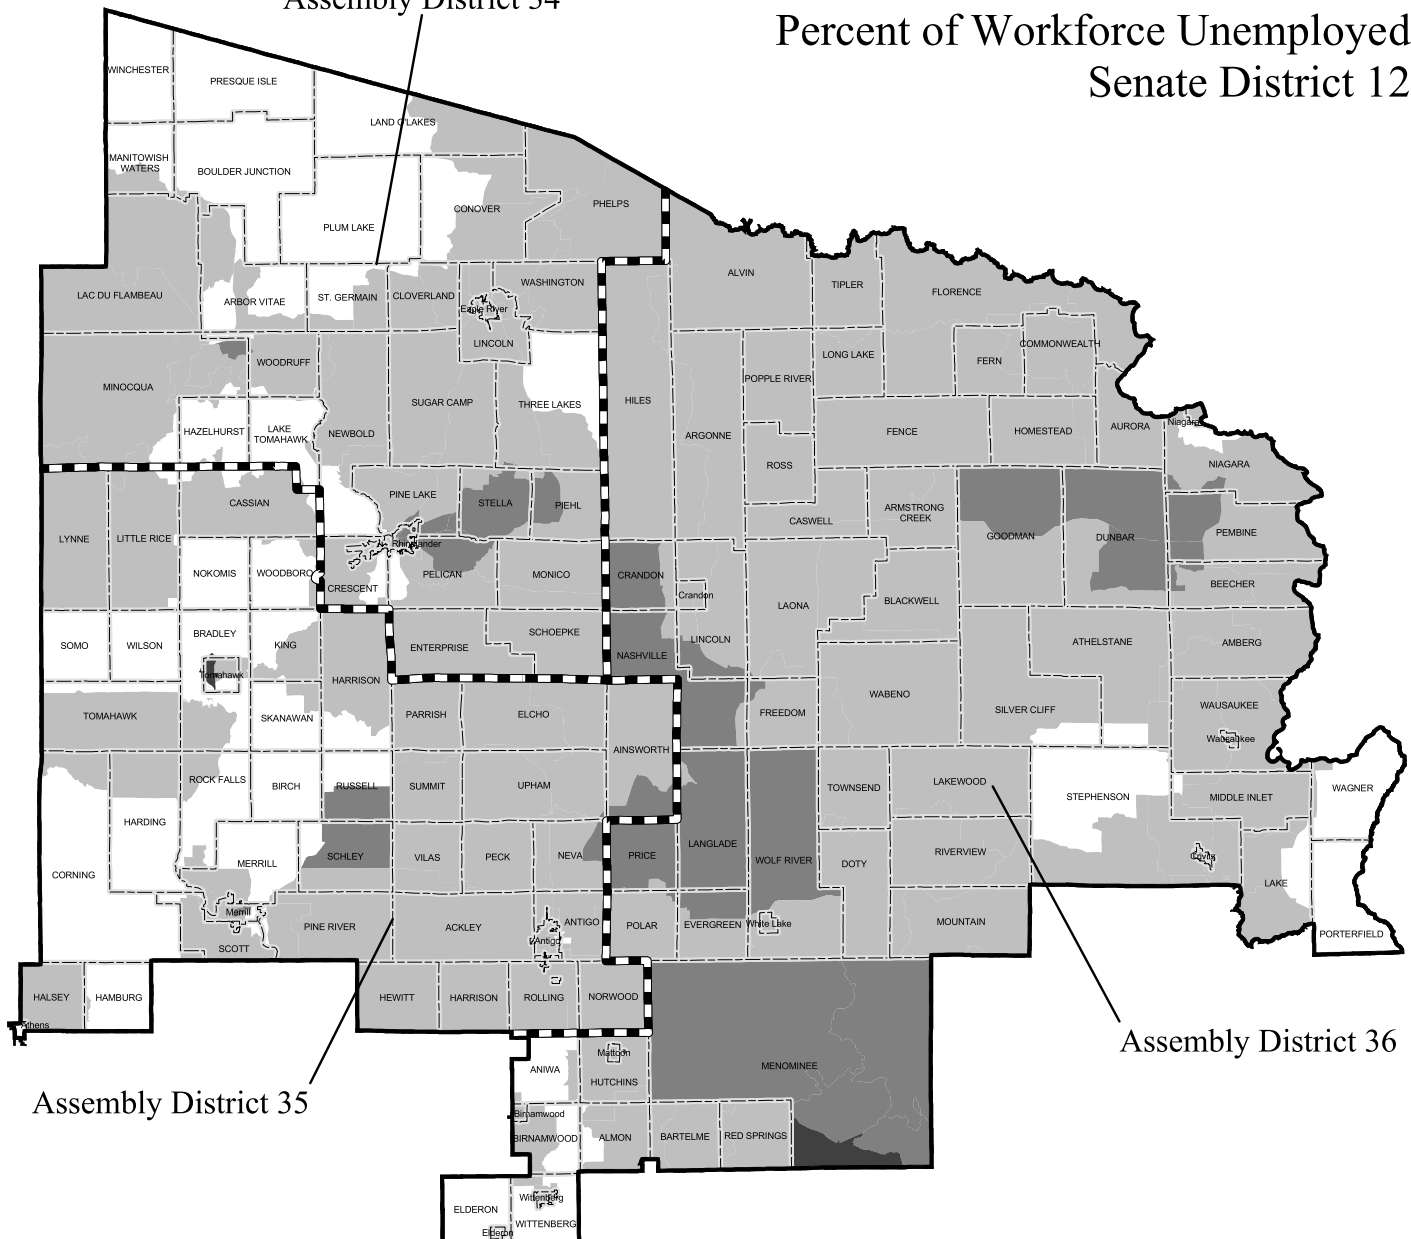 Assembly District 34
Percent of Workforce Unemployed
Senate District 12
WINCHESTER
PRESQUE ISLE
LAND O'LAKES
MANITOWISH
WATERS
BOULDER JUNCTION
PHELPS
CONOVER
PLUM LAKE
ALVIN
TIPLER
FLORENCE
LAC DU FLAMBEAU
ARBOR VITAE
ST. GERMAIN
CLOVERLAND
WASHINGTON
Eagle River
LINCOLN
COMMONWEALTH
LONG LAKE
FERN
WOODRUFF
MINOCQUA
POPPLE RIVER
SUGAR CAMP
THREE LAKES
HILES
HAZELHURST
LAKE
TOMAHAWK
NEWBOLD
ARGONNE
FENCE
HOMESTEAD
AURORA
Niagara
ROSS
NIAGARA
PINE LAKE
CASSIAN
STELLA
PIEHL
ARMSTRONG
CREEK
CASWELL
LYNNE
LITTLE RICE
Rhinelander
GOODMAN
DUNBAR
PEMBINE
NOKOMIS
WOODBORO
CRESCENT
PELICAN
MONICO
CRANDON
Crandon
LAONA
BLACKWELL
BEECHER
SOMO
WILSON
BRADLEY
KING
ENTERPRISE
SCHOEPKE
NASHVILLE
LINCOLN
ATHELSTANE
AMBERG
Tomahawk
HARRISON
WABENO
TOMAHAWK
SKANAWAN
PARRISH
ELCHO
FREEDOM
SILVER CLIFF
WAUSAUKEE
Wausaukee
AINSWORTH
ROCK FALLS
BIRCH
RUSSELL
SUMMIT
UPHAM
TOWNSEND
LAKEWOOD
STEPHENSON
MIDDLE INLET
WAGNER
HARDING
MERRILL
SCHLEY
VILAS
PECK
NEVA
PRICE
LANGLADE
WOLF RIVER
DOTY
RIVERVIEW
Crivitz
CORNING
LAKE
Merrill
PINE RIVER
ACKLEY
ANTIGO
Antigo
POLAR
EVERGREEN
White Lake
MOUNTAIN
PORTERFIELD
SCOTT
HALSEY
HAMBURG
HEWITT
HARRISON
ROLLING
NORWOOD
Athens
Assembly District 36
Mattoon
ANIWA
HUTCHINS
MENOMINEE
Assembly District 35
Birnamwood
BIRNAMWOOD
ALMON
BARTELME
RED SPRINGS
Wittenberg
ELDERON
WITTENBERG
Elderon